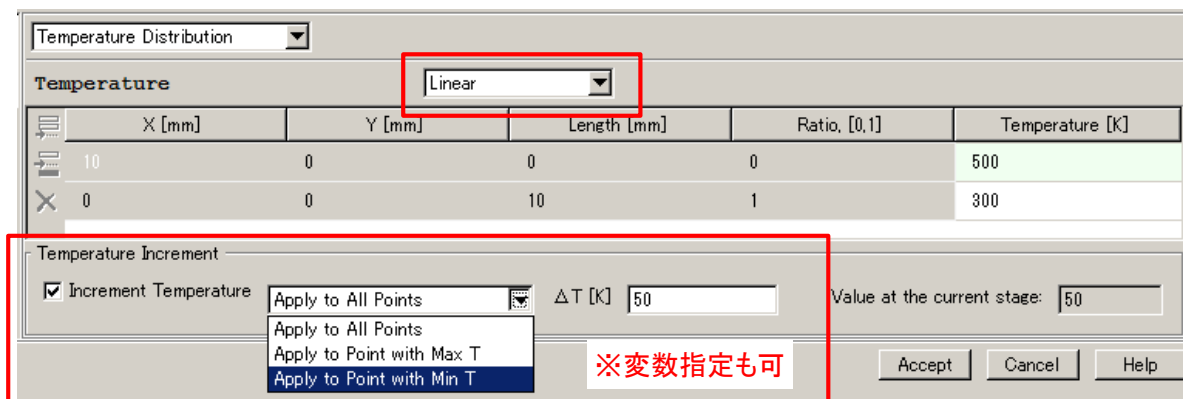 Temperature Distribution
Temperature Linear
X [mm] Y [mm] Length [mm] Ratio, [0,1] Temperature [K]
10 0 0 0 500
0 0 10 1 300
Temperature Increment
Increment Temperature Apply to All Points ΔT [K] 50 Value at the current stage: 50
Apply to All Points
Apply to Point with Max T
Apply to Point with Min T
※変数指定も可
Accept Cancel Help